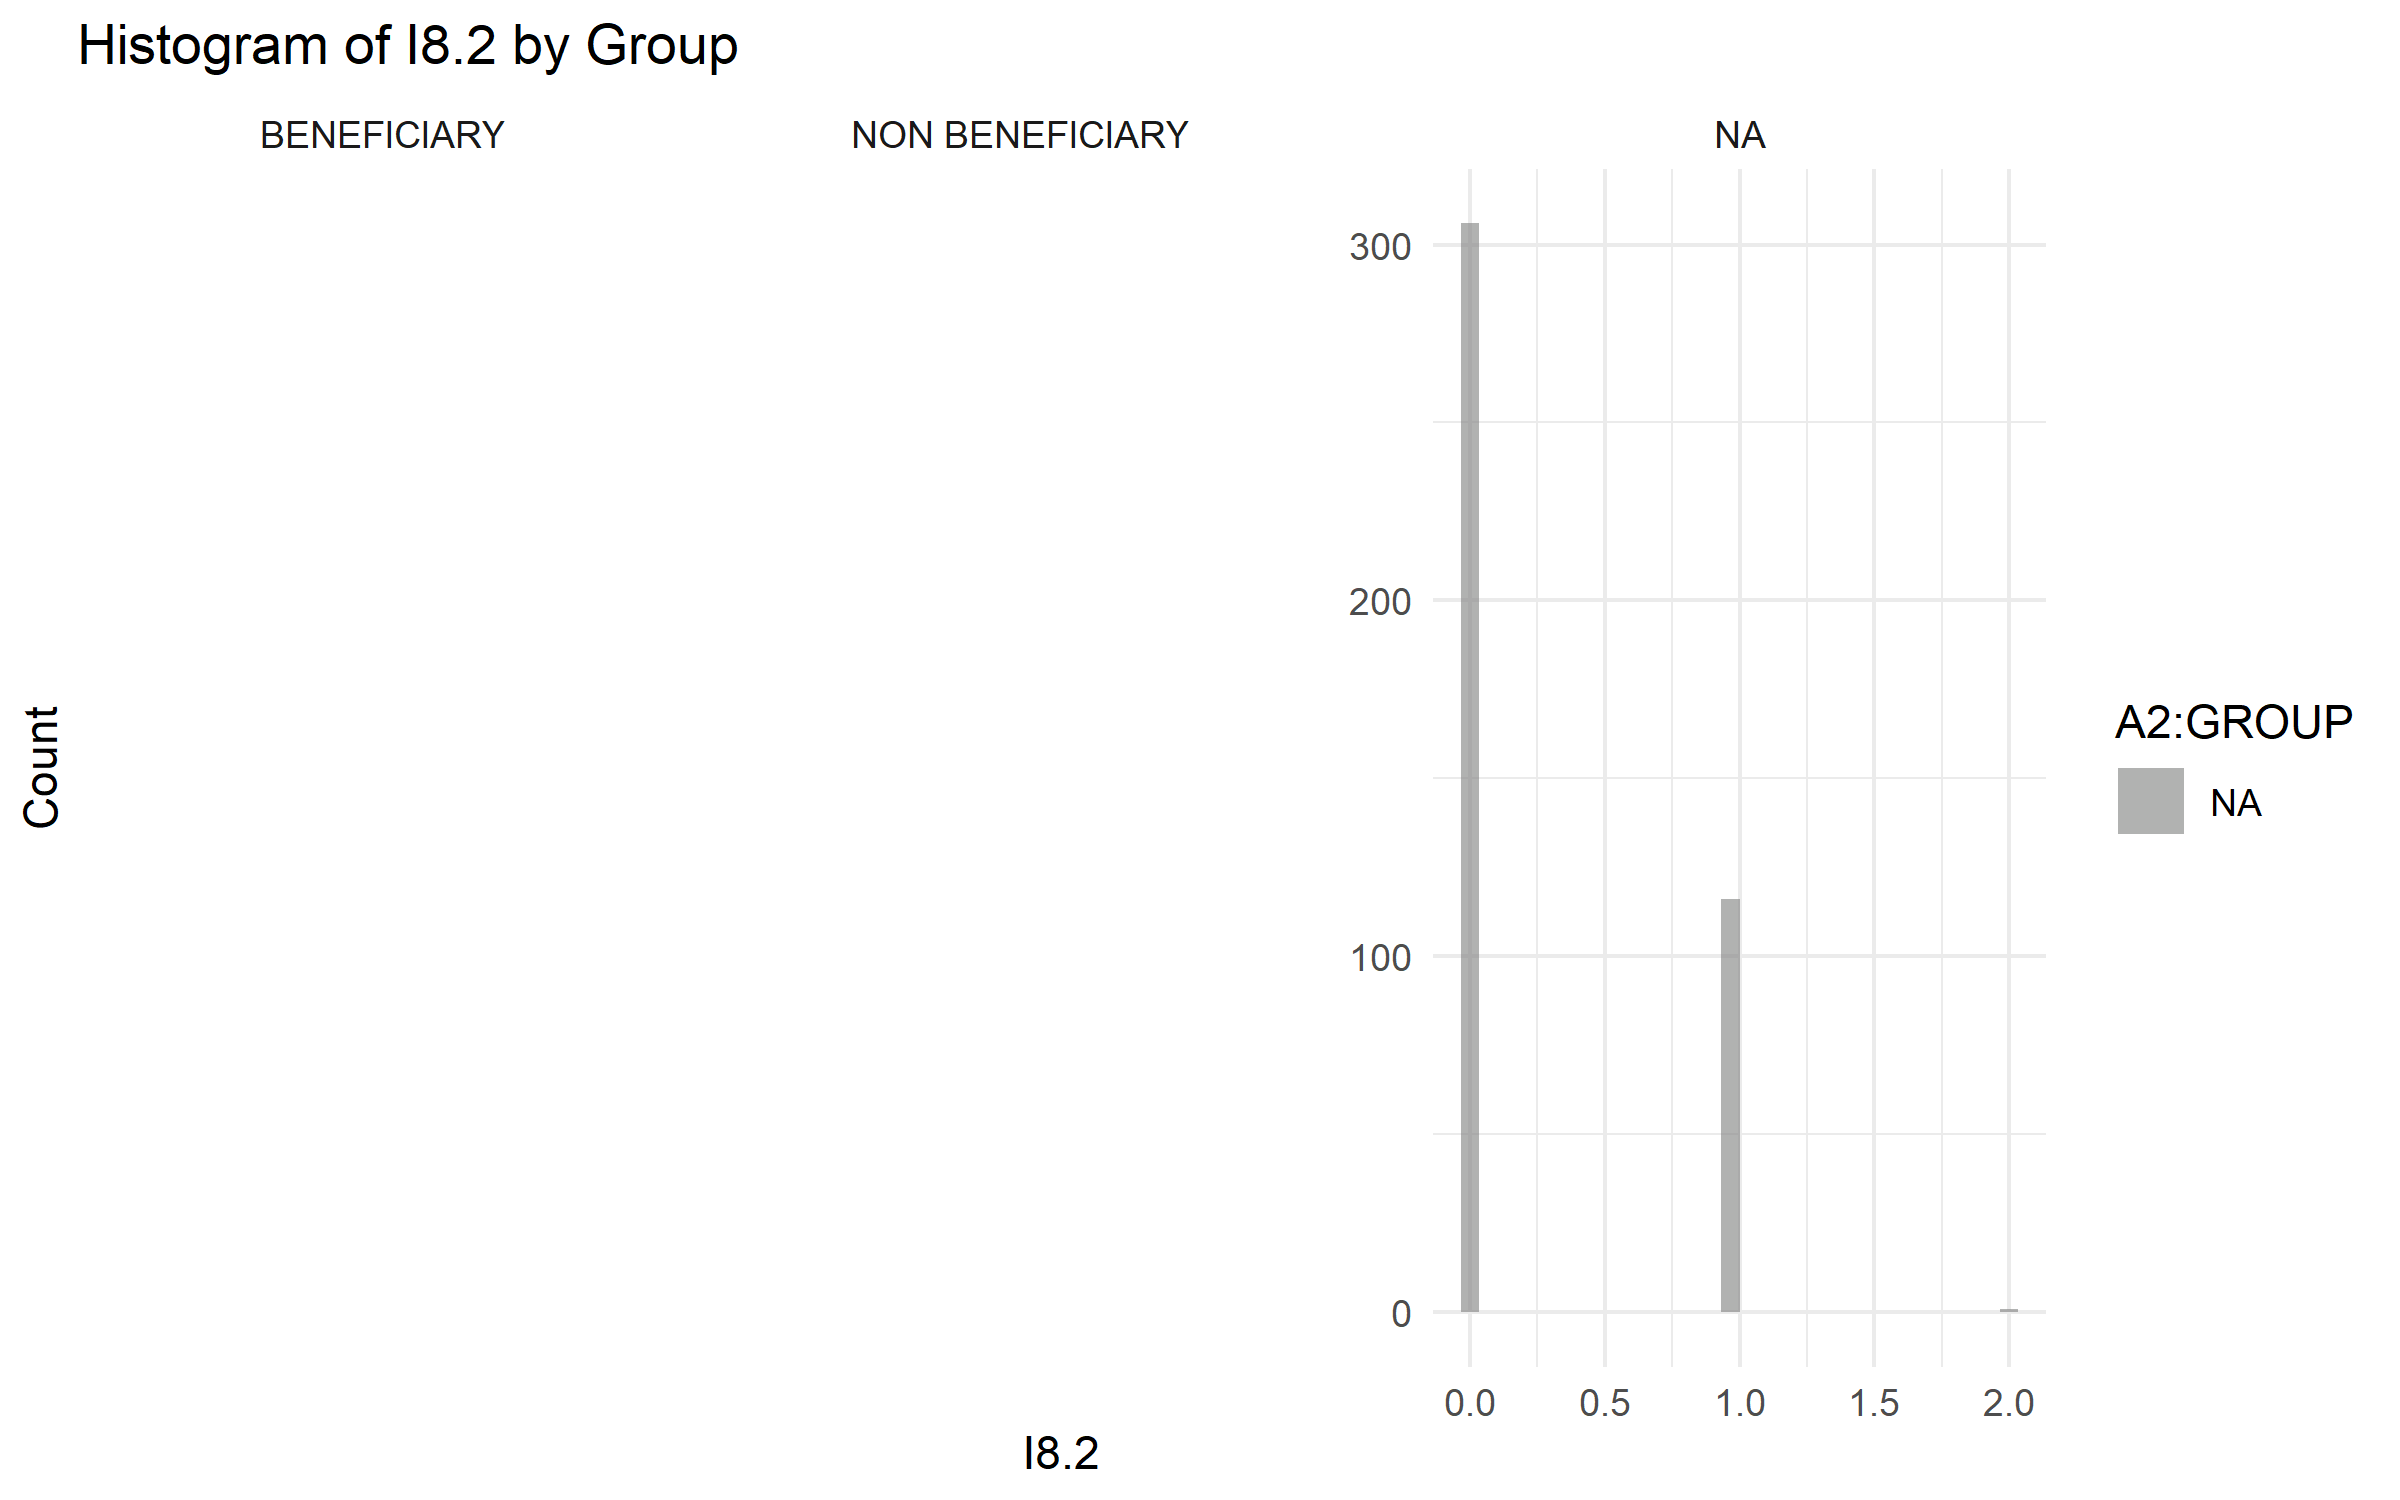 Histogram of I8.2 by Group
BENEFICIARY
NON BENEFICIARY
NA
300
200
100
0
Count
0.0 0.5 1.0 1.5 2.0
I8.2
A2:GROUP
NA